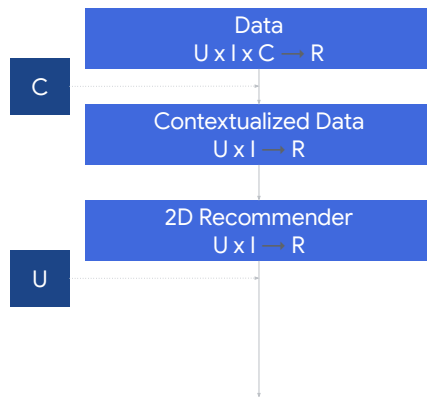 Data
U x I x C → R
C
Contextualized Data
U x I → R
2D Recommender
U x I → R
U